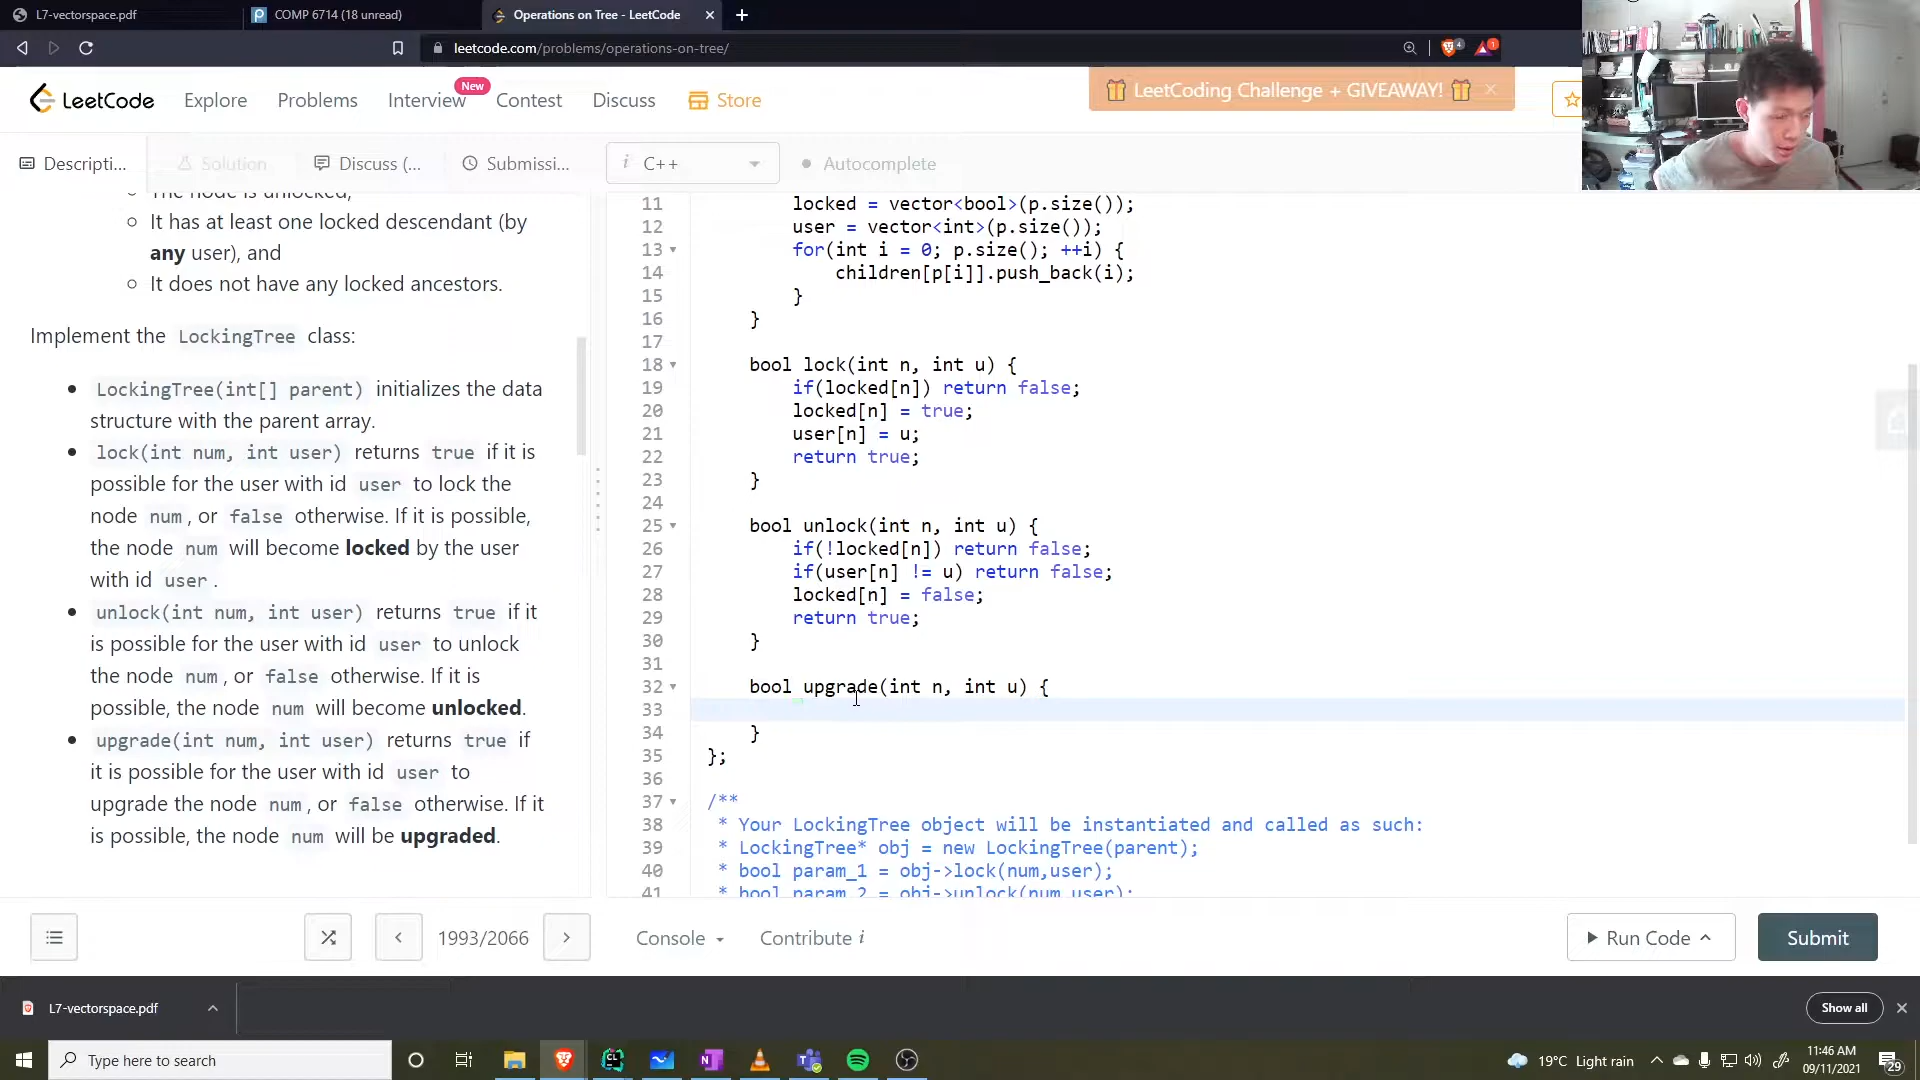 L7-vectorspace.pdf
COMP 6714 (18 unread)
Operations on Tree - LeetCode
leetcode.com/problems/operations-on-tree/
4
1
LeetCode
Explore
Problems
Interview
New
Contest
Discuss
Store
LeetCoding Challenge + GIVEAWAY!
Descripti...
Solution
Discuss (...
Submissi...
i C++
Autocomplete
The node is unlocked,
It has at least one locked descendant (by
any user), and
It does not have any locked ancestors.
Implement the LockingTree class:
LockingTree(int[] parent) initializes the data
structure with the parent array.
lock(int num, int user) returns true if it is
possible for the user with id user to lock the
node num, or false otherwise. If it is possible,
the node num will become locked by the user
with id user.
unlock(int num, int user) returns true if it
is possible for the user with id user to unlock
the node num, or false otherwise. If it is
possible, the node num will become unlocked.
upgrade(int num, int user) returns true if
it is possible for the user with id user to
upgrade the node num, or false otherwise. If it
is possible, the node num will be upgraded.
11 locked = vector<bool>(p.size());
12 user = vector<int>(p.size());
13 for(int i = 0; p.size(); ++i) {
14 children[p[i]].push_back(i);
15 }
16 }
17
18 bool lock(int n, int u) {
19 if(locked[n]) return false;
20 locked[n] = true;
21 user[n] = u;
22 return true;
23 }
24
25 bool unlock(int n, int u) {
26 if(!locked[n]) return false;
27 if(user[n] != u) return false;
28 locked[n] = false;
29 return true;
30 }
31
32 bool upgrade(int n, int u) {
33
34 }
35 };
36
37 /**
38 * Your LockingTree object will be instantiated and called as such:
39 * LockingTree* obj = new LockingTree(parent);
40 * bool param_1 = obj->lock(num,user);
41 * bool param_2 = obj->unlock(num,user);
1993/2066
Console
Contribute i
Run Code
Submit
L7-vectorspace.pdf
Show all
Type here to search
19°C Light rain
11:46 AM
09/11/2021
29